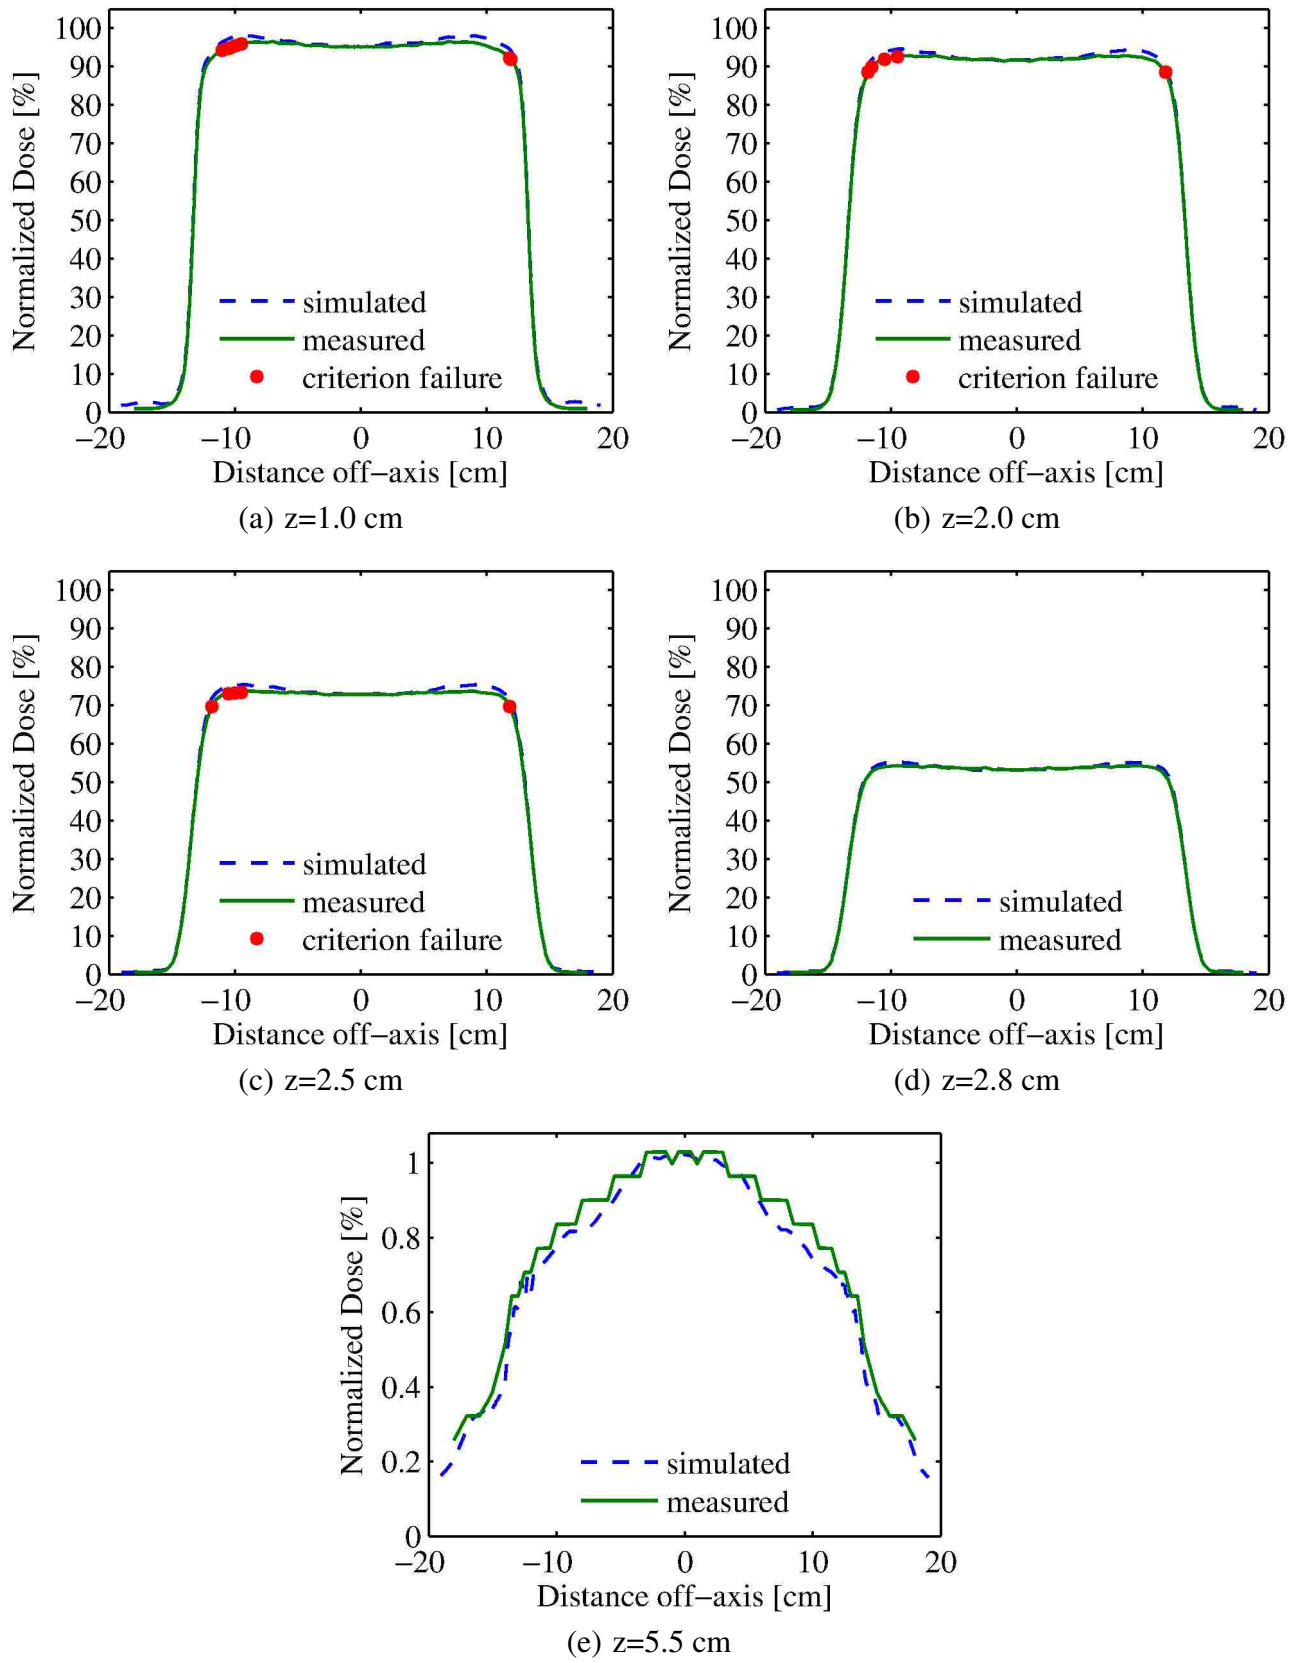 100
90
80
70
60
50
40
30
20
10
0
Normalized Dose [%]
simulated
measured
criterion failure
−20 −10 0 10 20
Distance off−axis [cm]
(a) z=1.0 cm
100
90
80
70
60
50
40
30
20
10
0
Normalized Dose [%]
simulated
measured
criterion failure
−20 −10 0 10 20
Distance off−axis [cm]
(b) z=2.0 cm
100
90
80
70
60
50
40
30
20
10
0
Normalized Dose [%]
simulated
measured
criterion failure
−20 −10 0 10 20
Distance off−axis [cm]
(c) z=2.5 cm
100
90
80
70
60
50
40
30
20
10
0
Normalized Dose [%]
simulated
measured
−20 −10 0 10 20
Distance off−axis [cm]
(d) z=2.8 cm
1
0.8
0.6
0.4
0.2
0
Normalized Dose [%]
simulated
measured
−20 −10 0 10 20
Distance off−axis [cm]
(e) z=5.5 cm